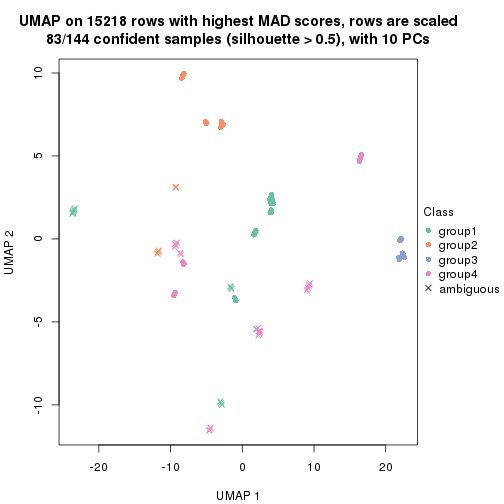 UMAP on 15218 rows with highest MAD scores, rows are scaled
83/144 confident samples (silhouette > 0.5), with 10 PCs
10
5
0
-5
-10
UMAP 2
-20
-10
0
10
20
UMAP 1
Class
group1
group2
group3
group4
ambiguous